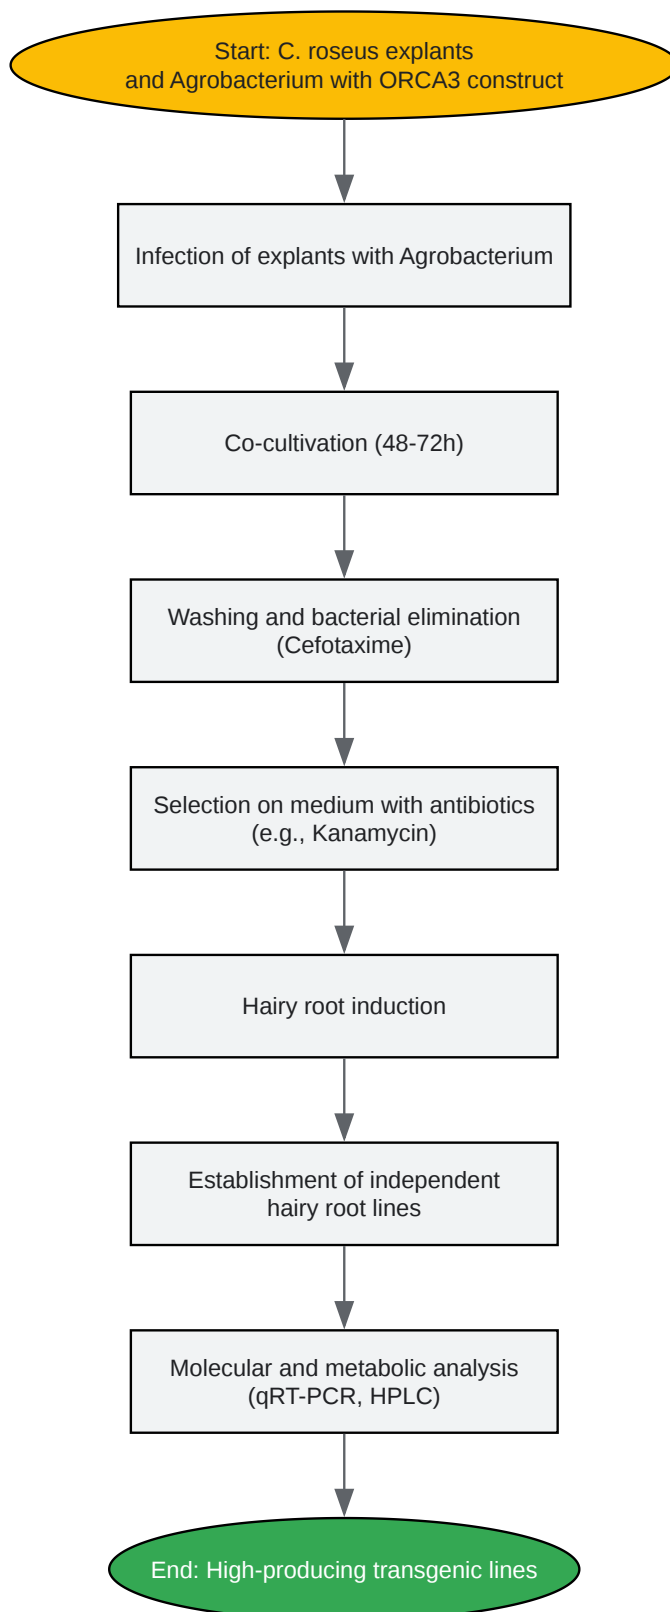 Start: C. roseus explants
and Agrobacterium with ORCA3 construct
Infection of explants with Agrobacterium
Co-cultivation (48-72h)
Washing and bacterial elimination
(Cefotaxime)
Selection on medium with antibiotics
(e.g., Kanamycin)
Hairy root induction
Establishment of independent
hairy root lines
Molecular and metabolic analysis
(qRT-PCR, HPLC)
End: High-producing transgenic lines